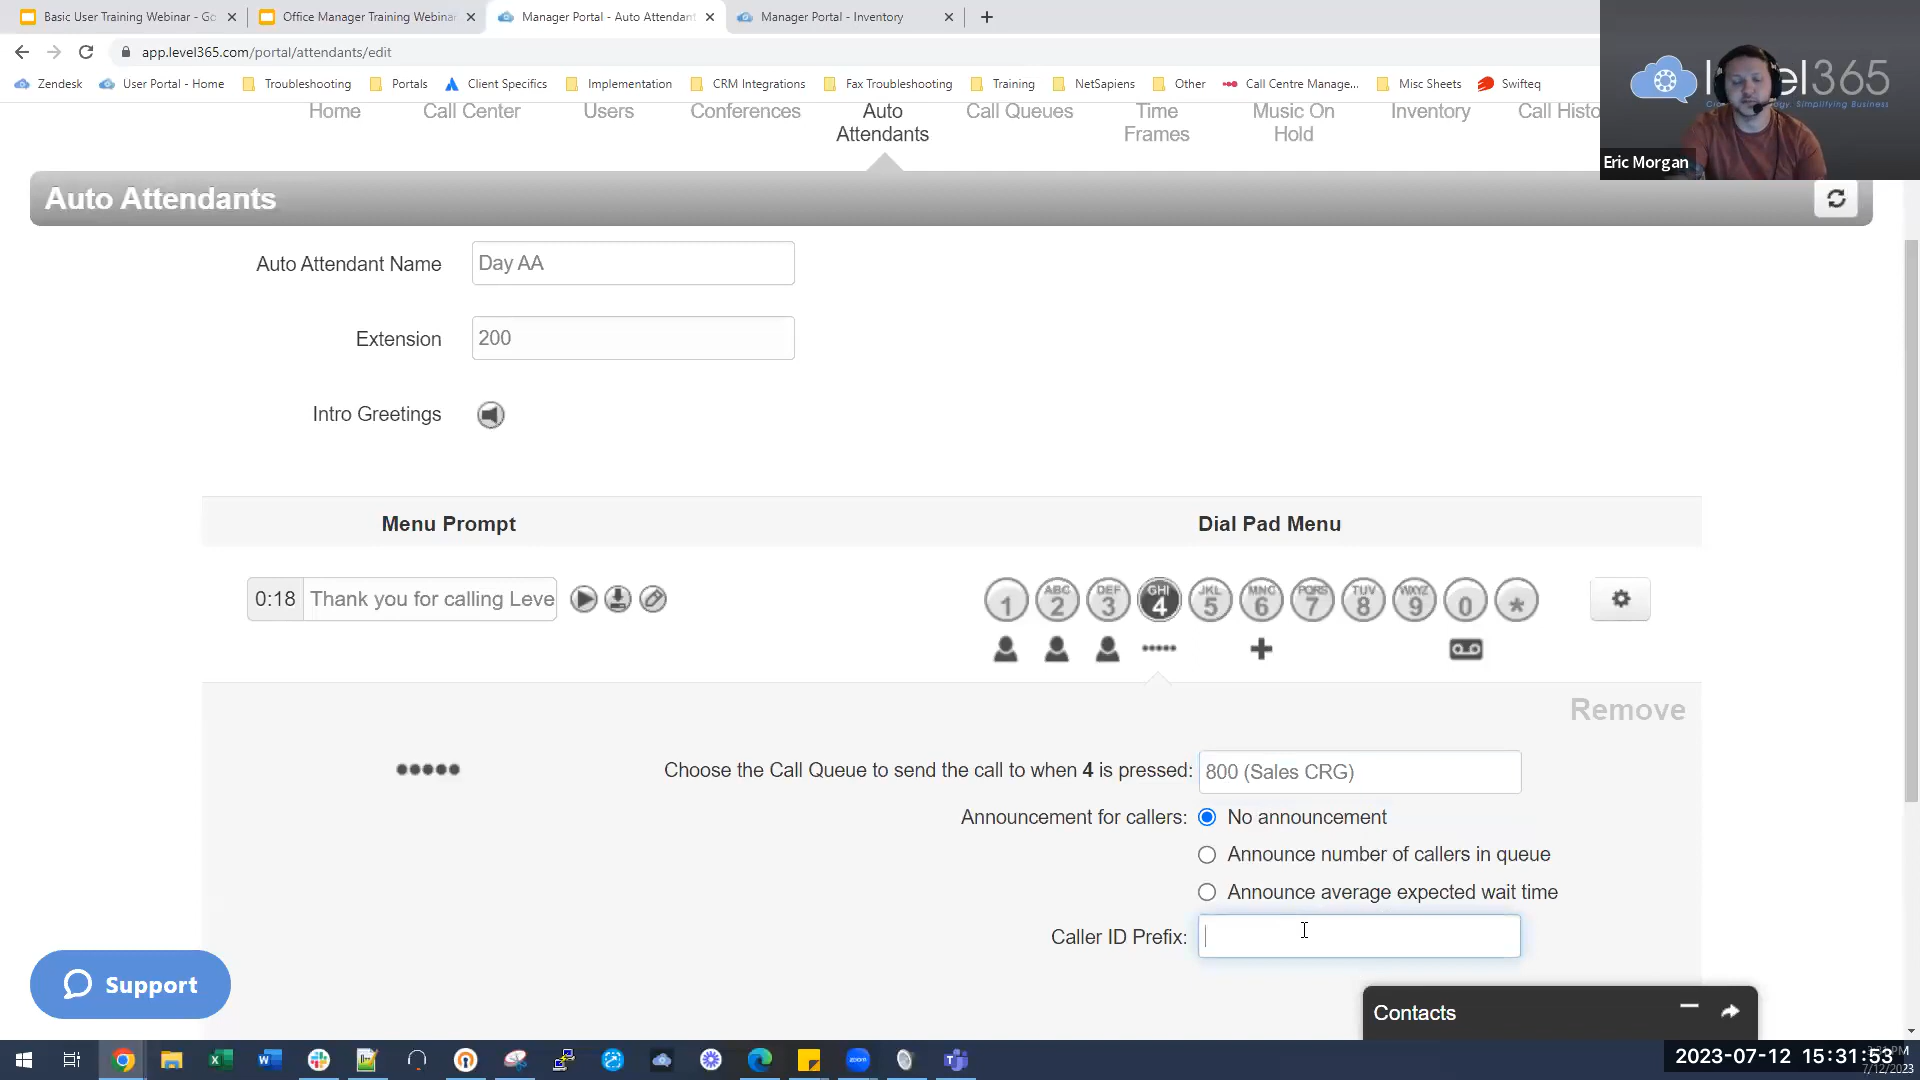 Basic User Training Webinar - Go
Office Manager Training Webinar
Manager Portal - Auto Attendant
Manager Portal - Inventory
app.level365.com/portal/attendants/edit
Zendesk
User Portal - Home
Troubleshooting
Portals
Client Specifics
Implementation
CRM Integrations
Fax Troubleshooting
Training
NetSapiens
Other
Call Centre Manage...
Misc Sheets
Swifteq
Home
Call Center
Users
Conferences
Auto
Attendants
Call Queues
Time
Frames
Music On
Hold
Inventory
Call Histo
Eric Morgan
Auto Attendants
Auto Attendant Name
Day AA
Extension
200
Intro Greetings
Menu Prompt
Dial Pad Menu
0:18
Thank you for calling Leve
1
ABC 2
DEF 3
GHI 4
JKL 5
MNO 6
PQRS 7
TUV 8
WXYZ 9
0
*
Remove
Choose the Call Queue to send the call to when 4 is pressed:
800 (Sales CRG)
Announcement for callers:
No announcement
Announce number of callers in queue
Announce average expected wait time
Caller ID Prefix:
Support
Contacts
2023-07-12 15:31:53
7/12/2023